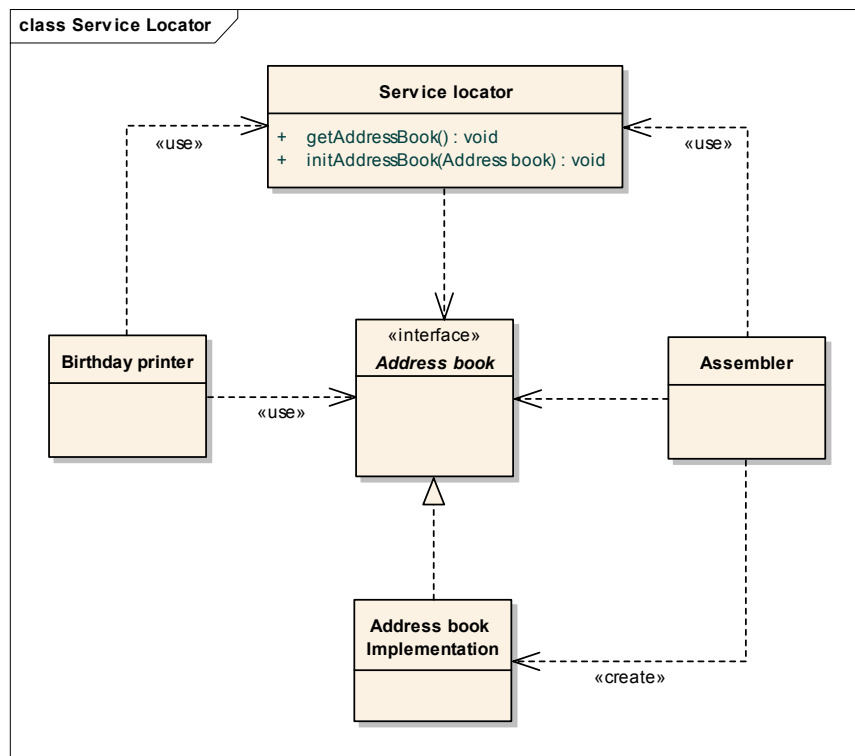 class Service Locator
Service locator
+ getAddressBook() : void
+ initAddressBook(Address book) : void
«use»
«use»
«interface»
Address book
Birthday printer
Assembler
«use»
Address book
Implementation
«create»